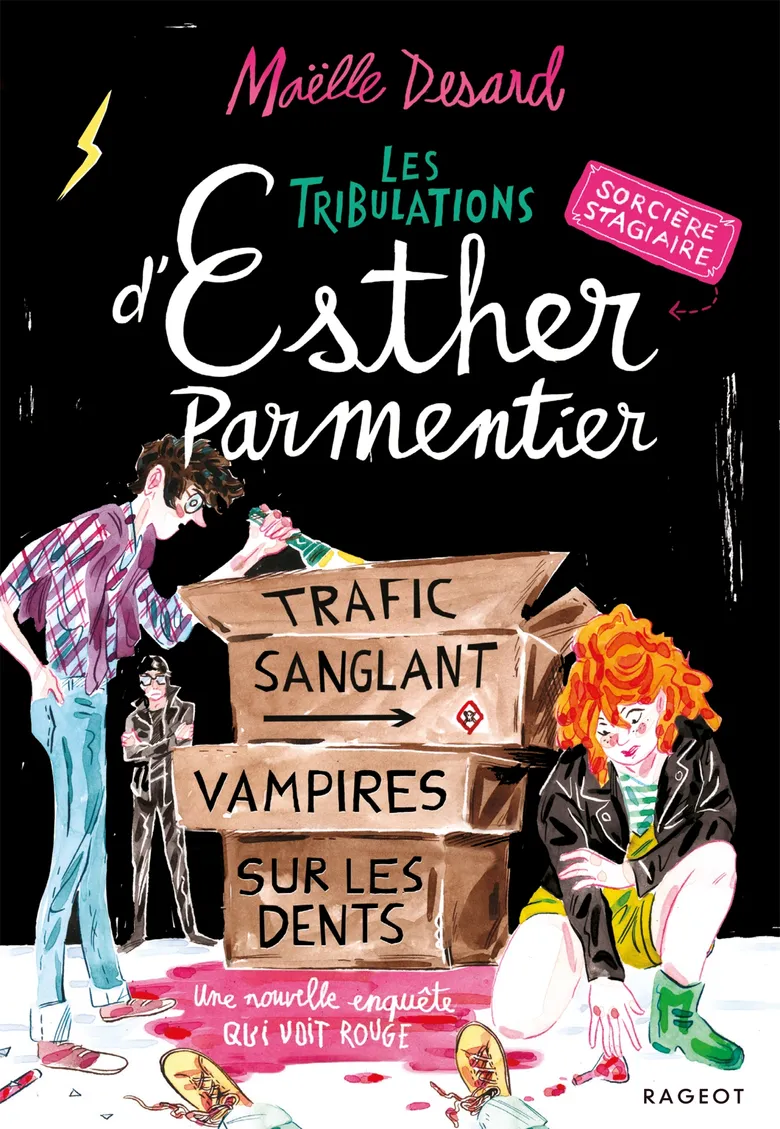 Maëlle Desard
LES
TRIBULATIONS
SORCIÈRE
STAGIAIRE
d'Esther
Parmentier
TRAFIC
SANGLANT
VAMPIRES
SUR LES
DENTS
Une nouvelle enquête
QUI VOIT ROUGE
RAGEOT